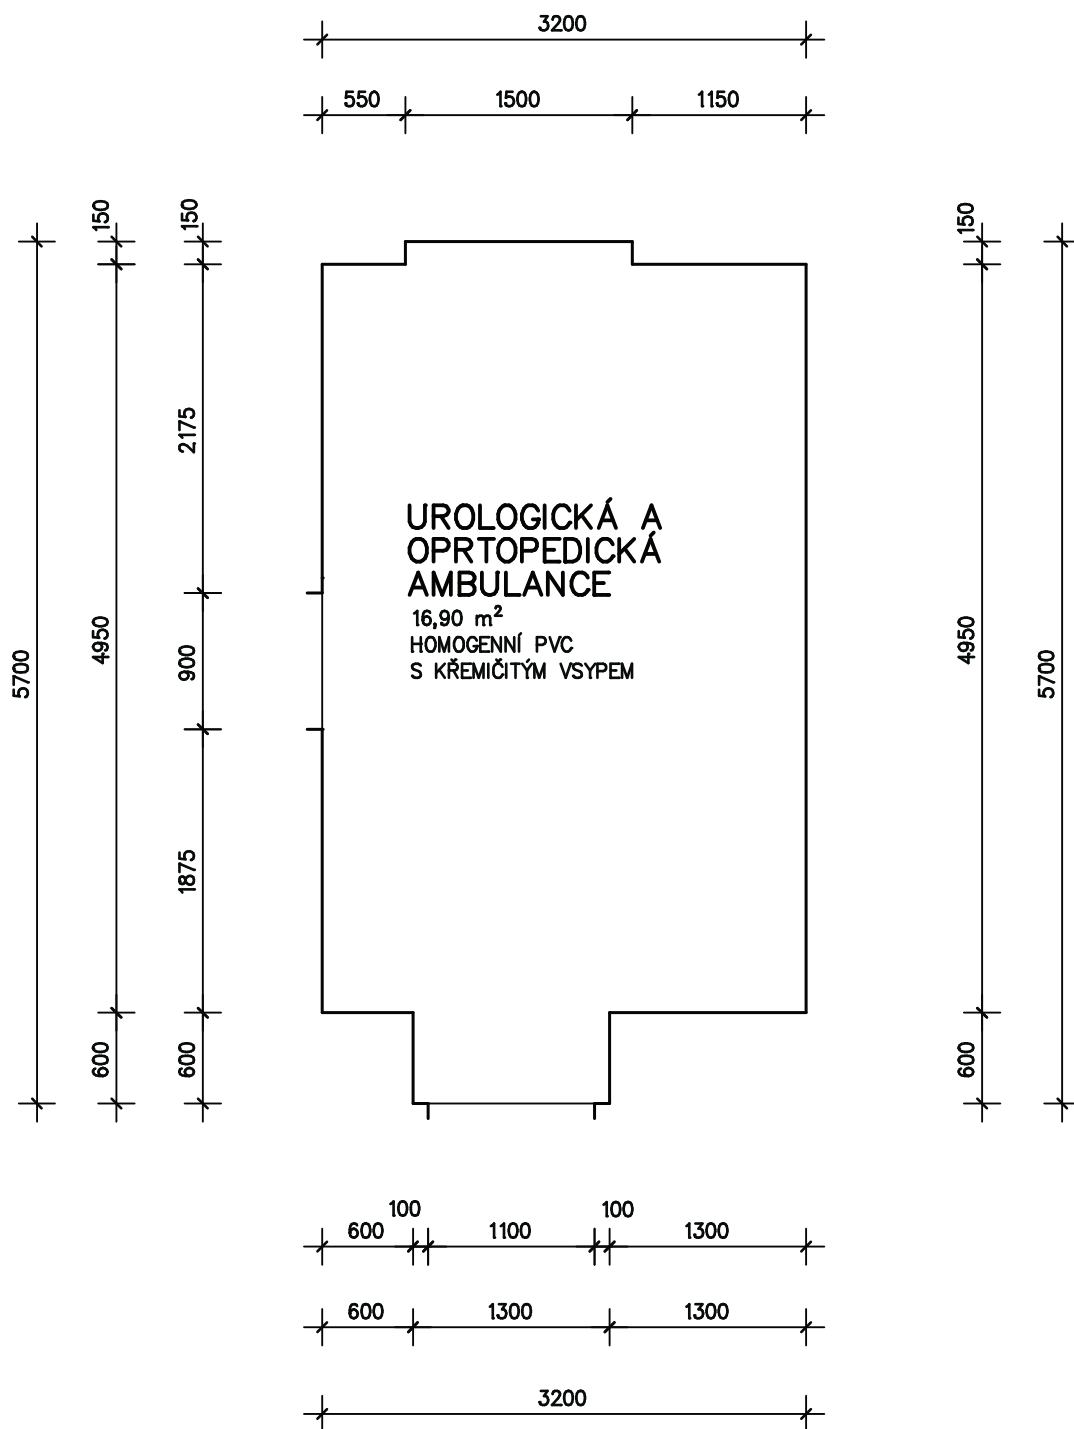 3200
550 1500 1150
150 150 150
2175
4950 900 4950
5700 5700
UROLOGICKÁ A
OPRTOPEDICKÁ
AMBULANCE
16,90 m²
HOMOGENNÍ PVC
S KŘEMIČITÝM VSYPEM
1875
600 600 600
100 100
600 1100 1300
600 1300 1300
3200